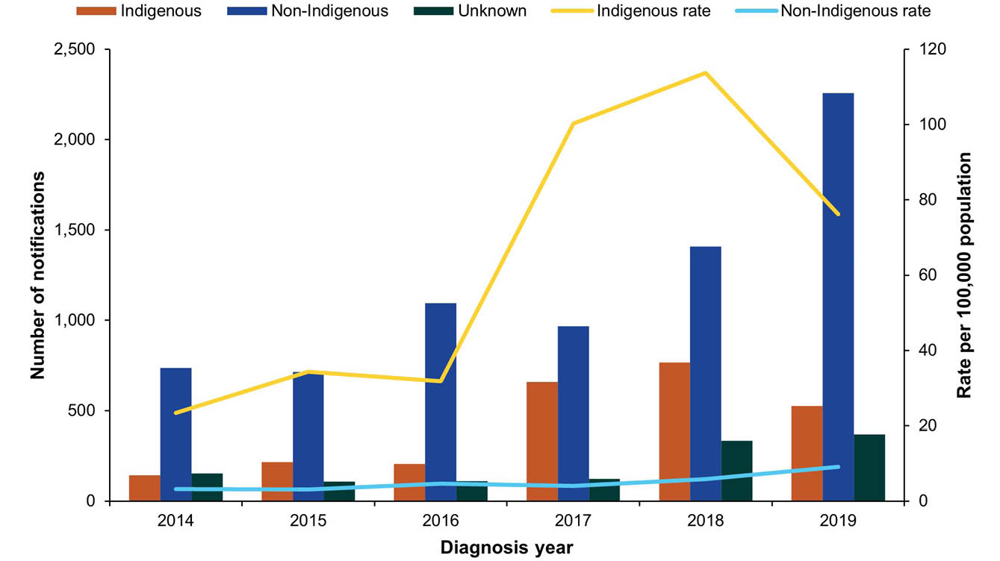 Indigenous Non-Indigenous Unknown Indigenous rate Non-Indigenous rate
2,500
2,000
1,500
1,000
500
0
Number of notifications
120
100
80
60
40
20
0
Rate per 100,000 population
2014 2015 2016 2017 2018 2019
Diagnosis year